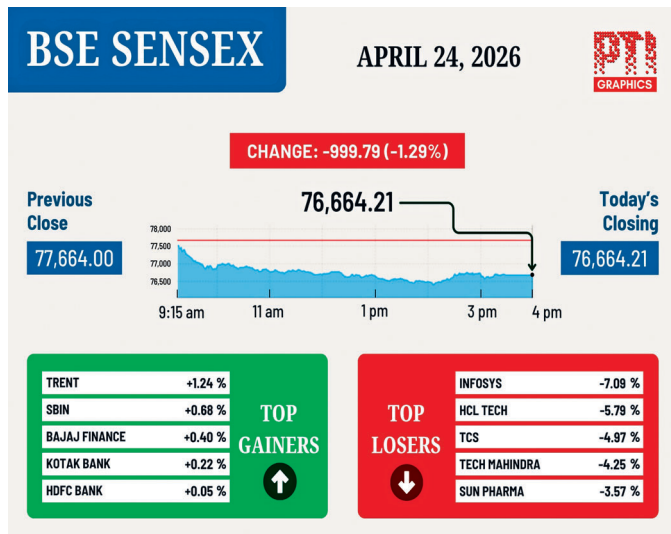 BSE SENSEX
APRIL 24, 2026
PTI
GRAPHICS
CHANGE: -999.79 (-1.29%)
Previous
Close
77,664.00
76,664.21
Today's
Closing
76,664.21
78,000
77,500
77,000
76,500
9:15 am 11 am 1 pm 3 pm 4 pm
TRENT +1.24 %
SBIN +0.68 %
BAJAJ FINANCE +0.40 %
KOTAK BANK +0.22 %
HDFC BANK +0.05 %
TOP
GAINERS
TOP
LOSERS
INFOSYS -7.09 %
HCL TECH -5.79 %
TCS -4.97 %
TECH MAHINDRA -4.25 %
SUN PHARMA -3.57 %